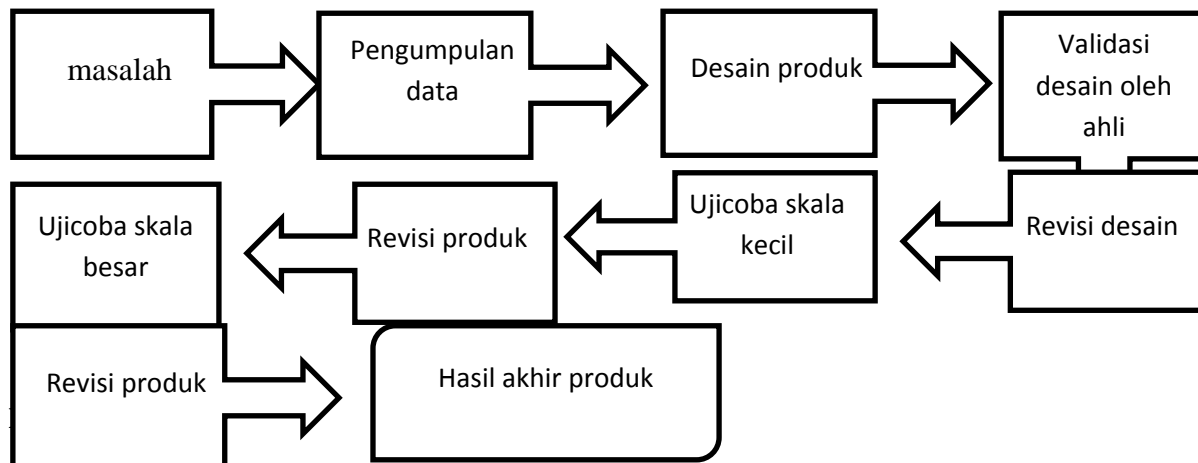 masalah
Pengumpulan
data
Desain produk
Validasi
desain oleh
ahli
Revisi desain
Ujicoba skala
kecil
Revisi produk
Ujicoba skala
besar
Revisi produk
Hasil akhir produk